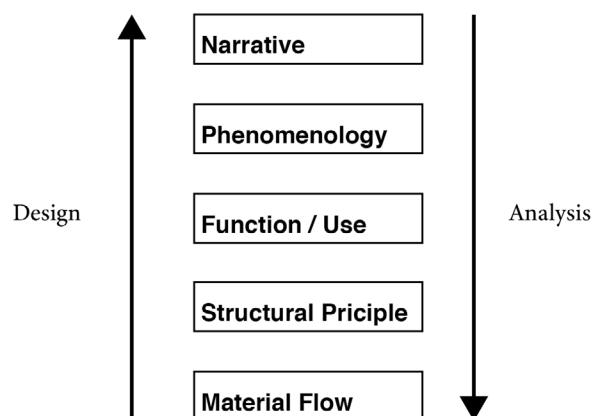 Narrative
Phenomenology
Design
Function / Use
Analysis
Structural Priciple
Material Flow